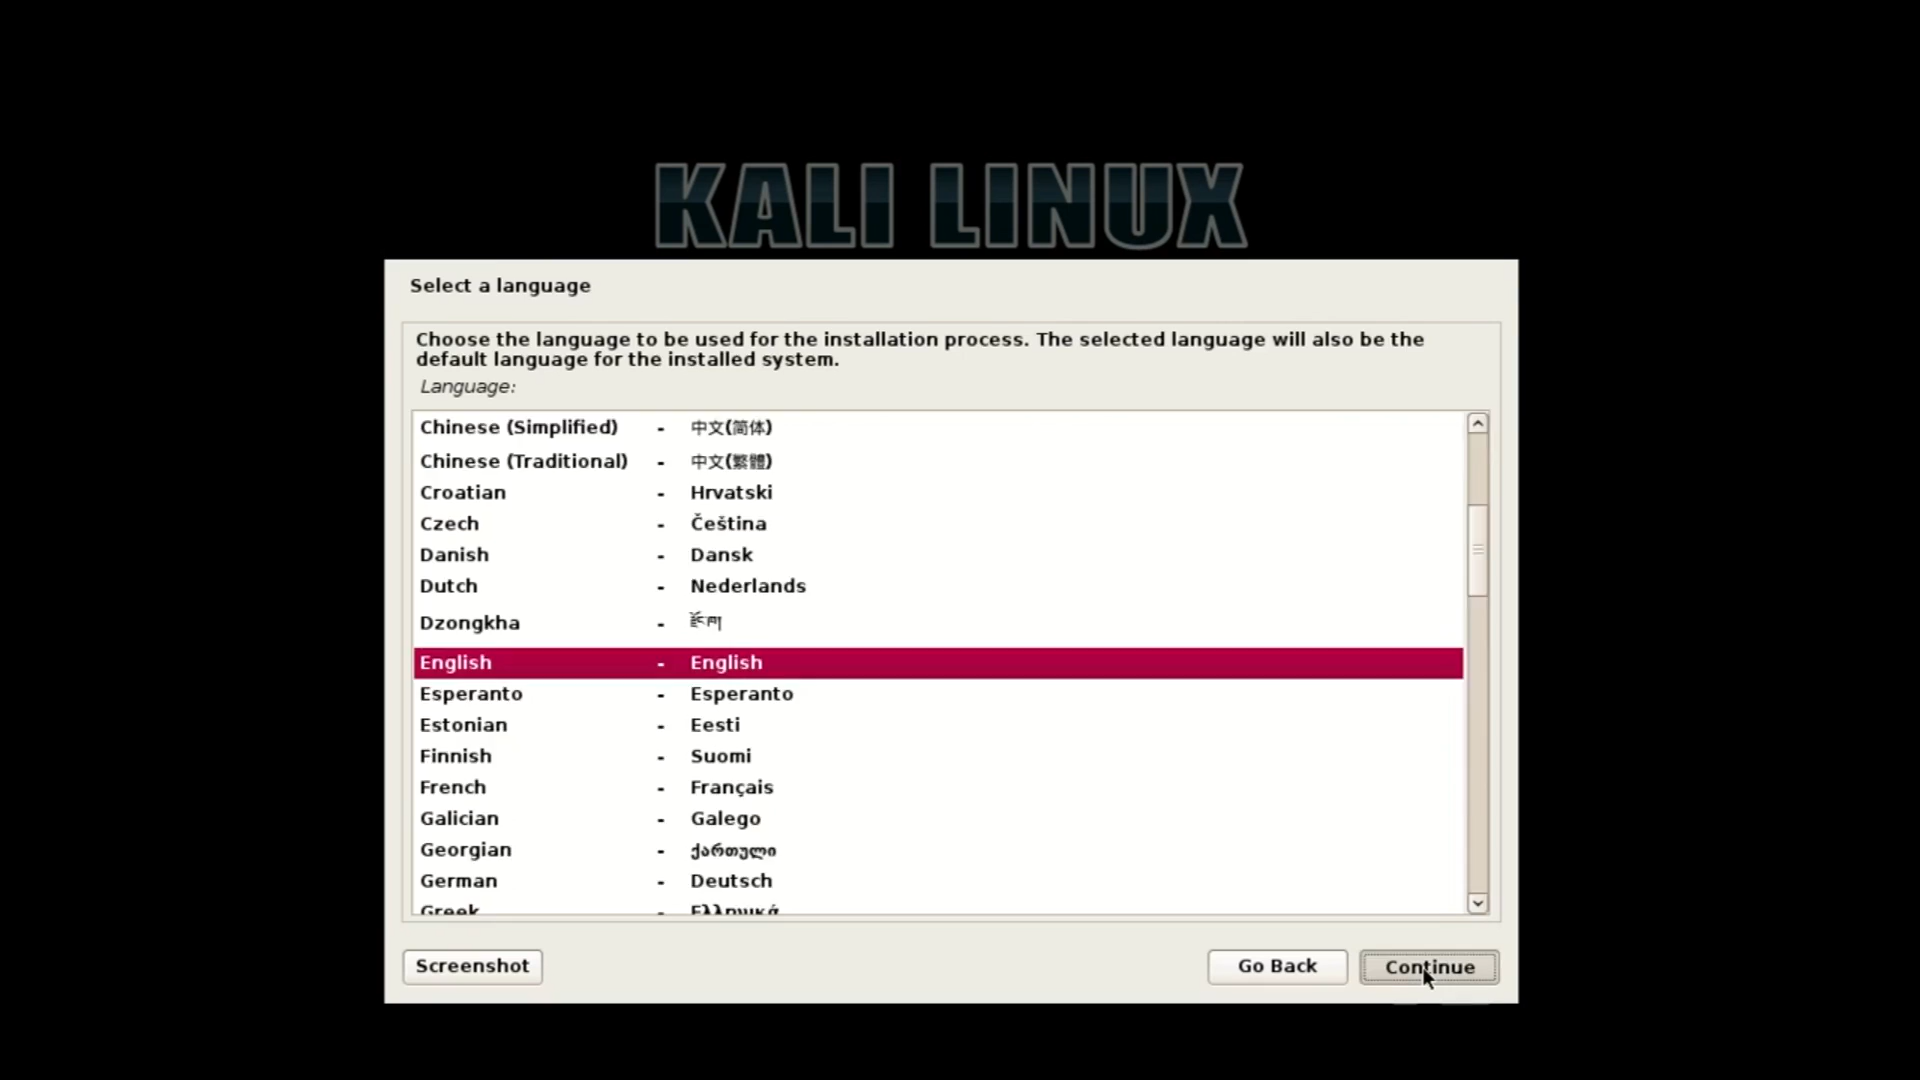 KALI LINUX
Select a language
Choose the language to be used for the installation process. The selected language will also be the
default language for the installed system.
Language:
Chinese (Simplified) - 中文(简体)
Chinese (Traditional) - 中文(繁體)
Croatian - Hrvatski
Czech - Čeština
Danish - Dansk
Dutch - Nederlands
Dzongkha - རྫོང་ཁ།
English - English
Esperanto - Esperanto
Estonian - Eesti
Finnish - Suomi
French - Français
Galician - Galego
Georgian - ქართული
German - Deutsch
Greek - Ελληνικά
Screenshot Go Back Continue